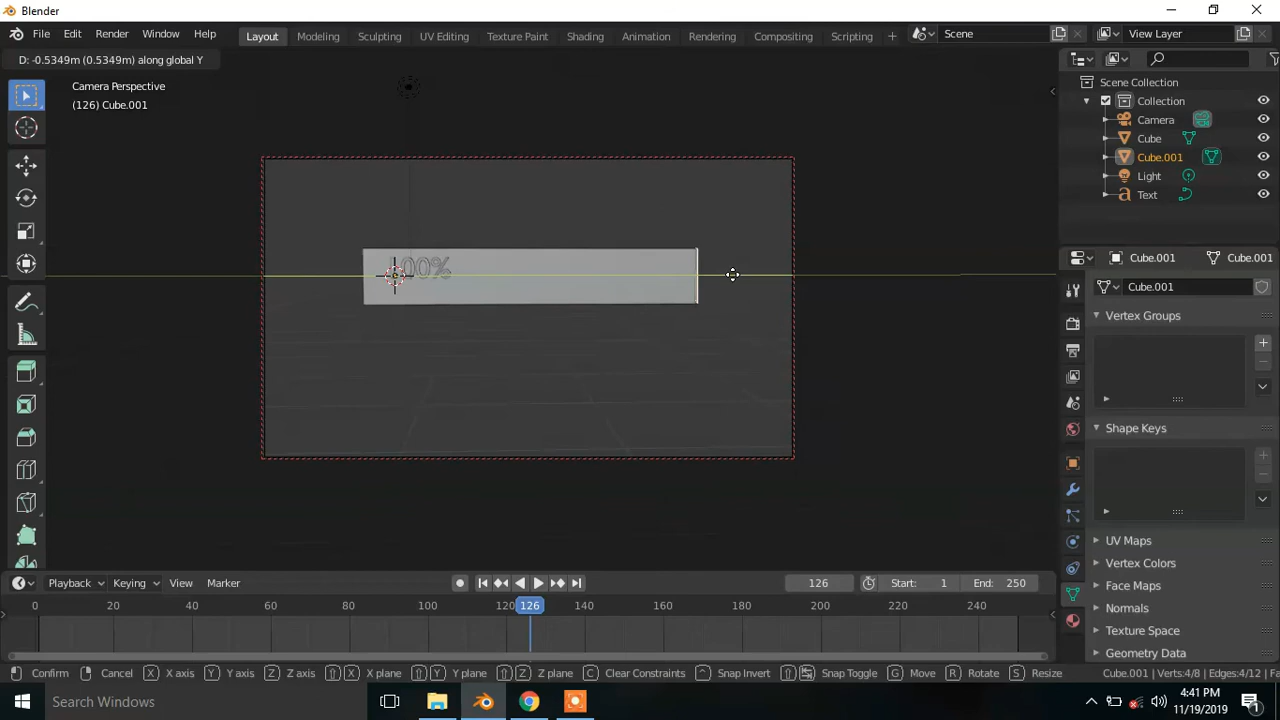 Blender
File Edit Render Window Help Layout Modeling Sculpting UV Editing Texture Paint Shading Animation Rendering Compositing Scripting + Scene View Layer
D: -0.5349m (0.5349m) along global Y
Camera Perspective
(126) Cube.001
Scene Collection
Collection
Camera
Cube
Cube.001
Light
Text
100%
Cube.001 Cube.001
Cube.001
Vertex Groups
Shape Keys
UV Maps
Vertex Colors
Face Maps
Normals
Texture Space
Geometry Data
Playback Keying View Marker 126 Start: 1 End: 250
0 20 40 60 80 100 120 126 140 160 180 200 220 240
Confirm Cancel X X axis Y Y axis Z Z axis X X plane Y Y plane Z Z plane C Clear Constraints Snap Invert Snap Toggle G Move R Rotate S Resize Cube.001 | Verts:4/8 | Edges:4/12 | Fa
Search Windows
4:41 PM
11/19/2019